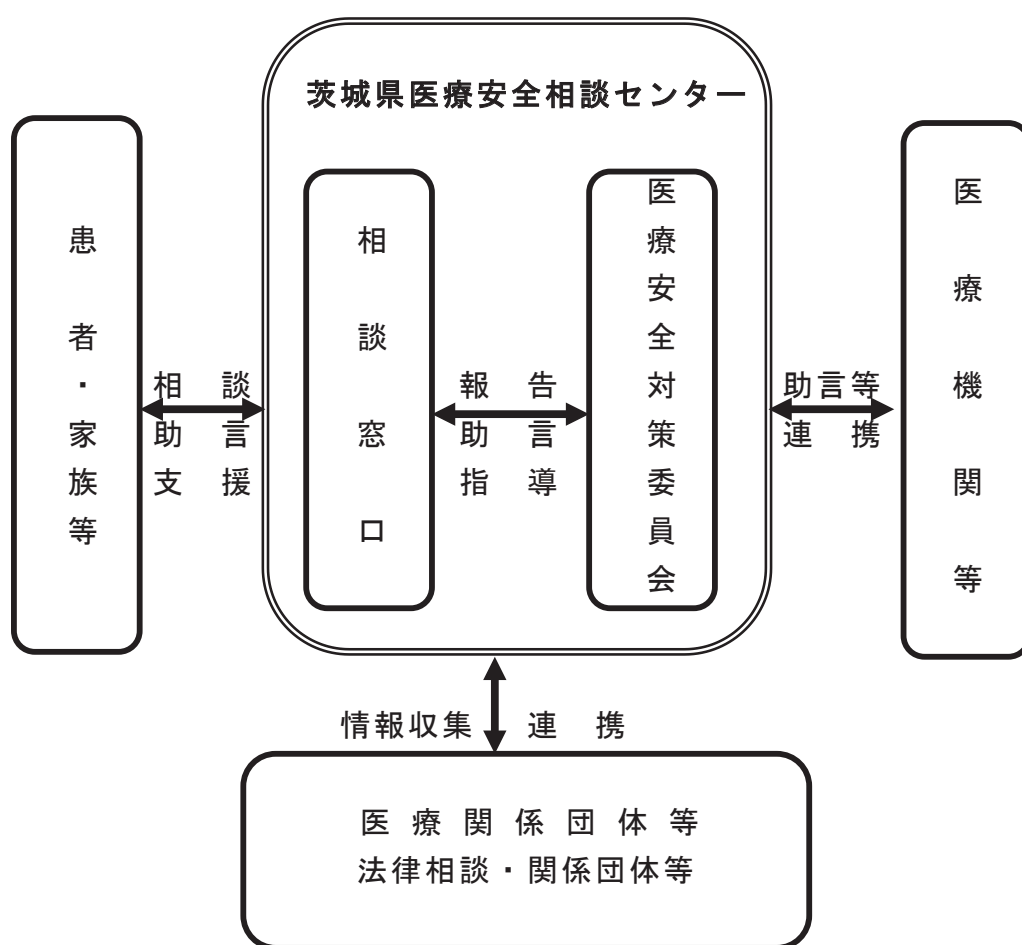 茨城県医療安全相談センター
患者・家族等
相談
助言
支援
相談窓口
報告
助言
指導
医療安全対策委員会
助言等
連携
医療機関等
情報収集
連携
医療関係団体等
法律相談・関係団体等